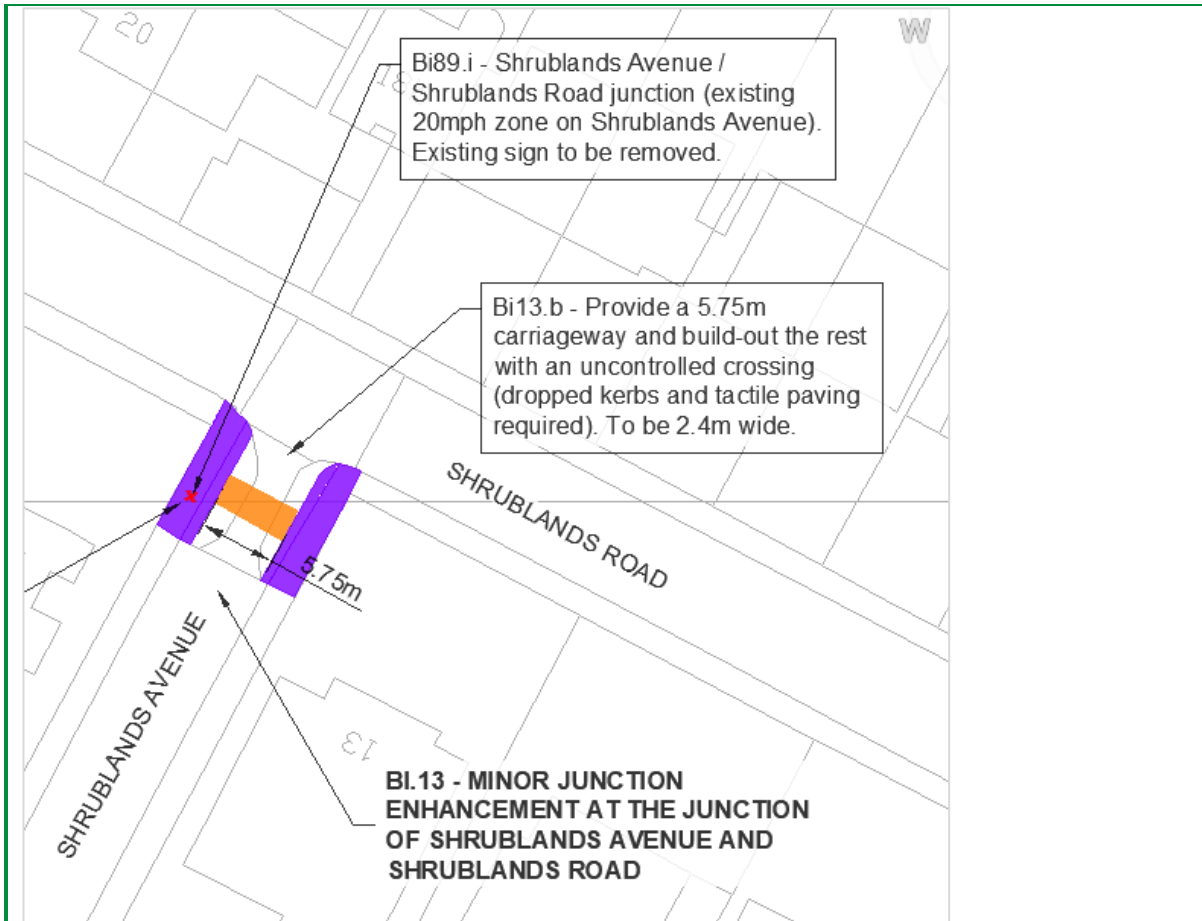 20
W
18
Bi89.i - Shrublands Avenue /
Shrublands Road junction (existing
20mph zone on Shrublands Avenue).
Existing sign to be removed.
Bi13.b - Provide a 5.75m
carriageway and build-out the rest
with an uncontrolled crossing
(dropped kerbs and tactile paving
required). To be 2.4m wide.
SHRUBLANDS ROAD
5.75m
SHRUBLANDS AVENUE
13
BI.13 - MINOR JUNCTION
ENHANCEMENT AT THE JUNCTION
OF SHRUBLANDS AVENUE AND
SHRUBLANDS ROAD